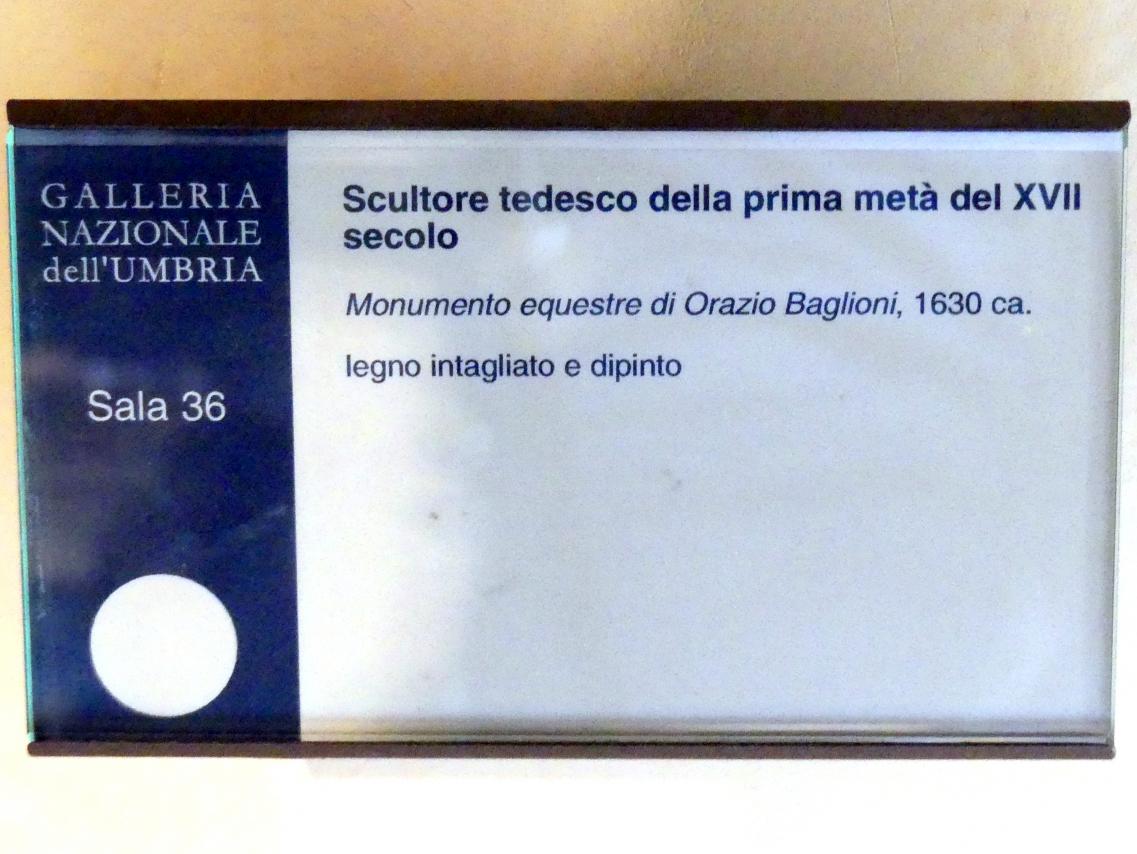 GALLERIA
NAZIONALE
dell'UMBRIA
Sala 36
Scultore tedesco della prima metà del XVII
secolo
Monumento equestre di Orazio Baglioni, 1630 ca.
legno intagliato e dipinto